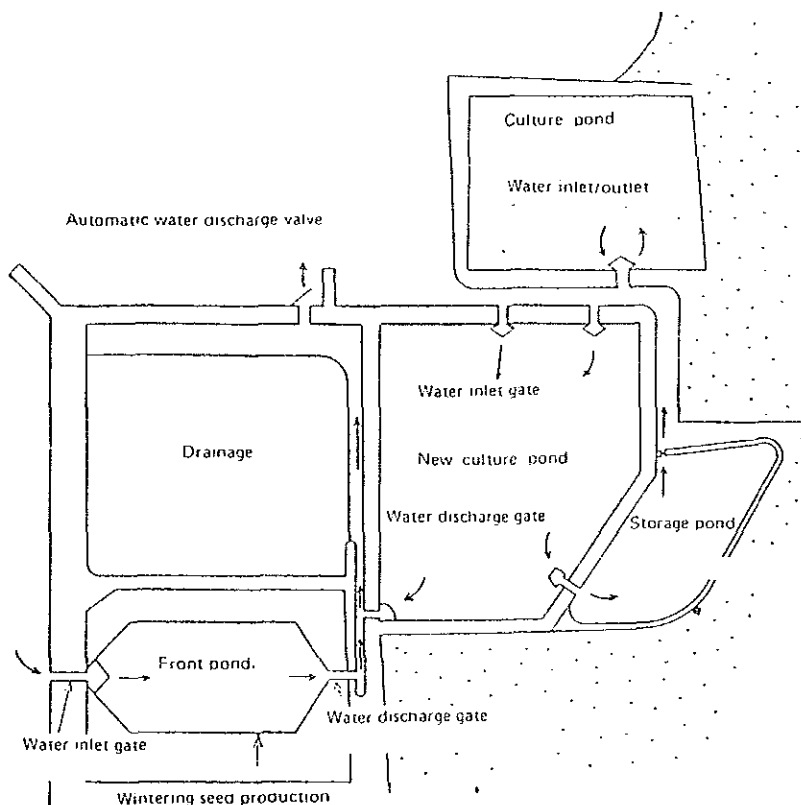 Culture pond
Water inlet/outlet
Automatic water discharge valve
Water inlet gate
Drainage
New culture pond
Water discharge gate
Storage pond
Front pond.
Water discharge gate
Water inlet gate
Wintering seed production